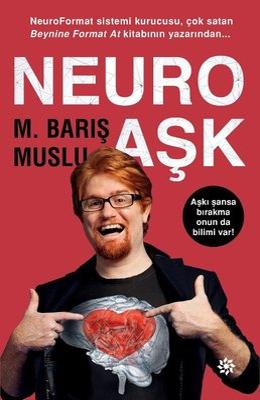 NeuroFormat sistemi kurucusu, çok satan
Beynine Format At kitabının yazarından...
NEURO
M. BARIŞ
MUSLU
AŞK
Aşkı şansa
bırakma
onun da
bilimi var!